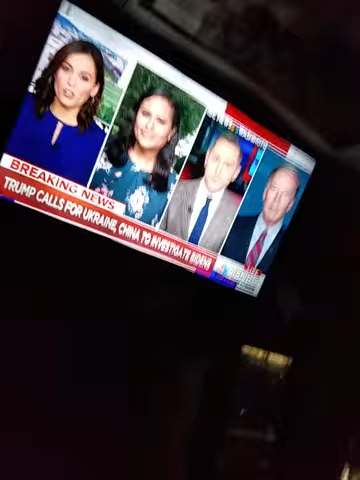 BREAKING NEWS
TRUMP CALLS FOR UKRAINE, CHINA TO INVESTIGATE BIDENS